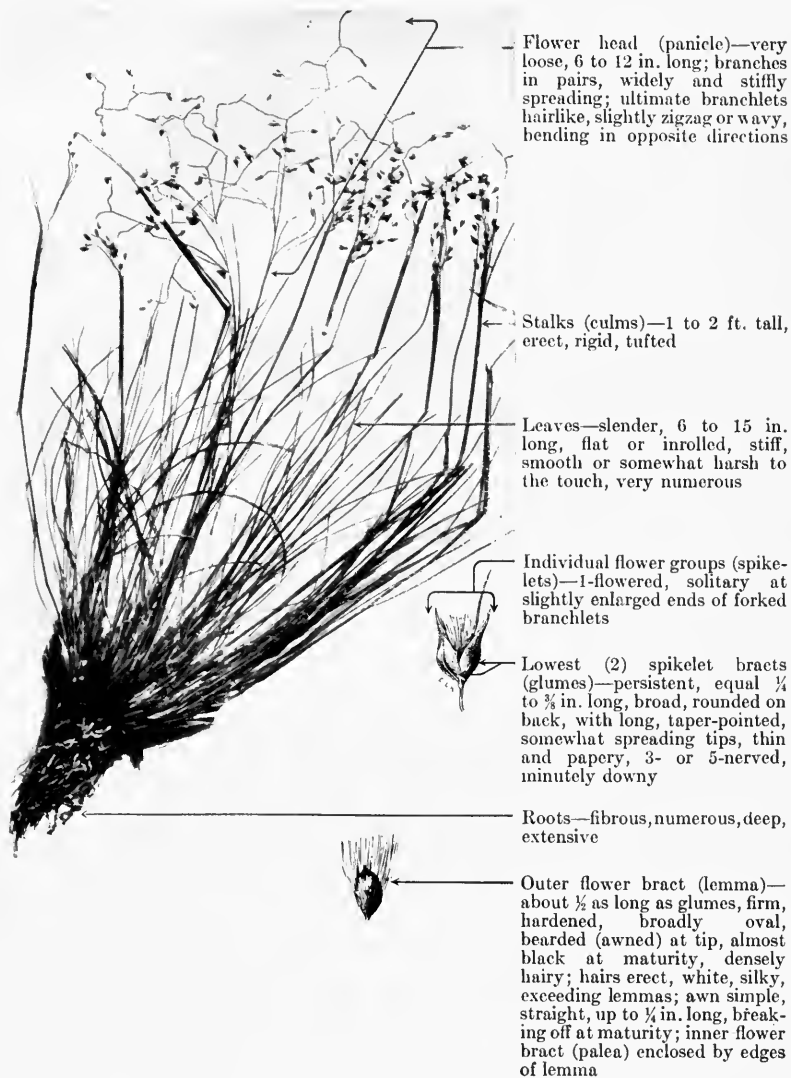 Flower head (panicle)—very
loose, 6 to 12 in. long; branches
in pairs, widely and stiffly
spreading; ultimate branchlets
hairlike, slightly zigzag or wavy,
bending in opposite directions
Stalks (culms)—1 to 2 ft. tall,
erect, rigid, tufted
Leaves—slender, 6 to 15 in.
long, flat or inrolled, stiff,
smooth or somewhat harsh to
the touch, very numerous
Individual flower groups (spike-
lets)—1-flowered, solitary at
slightly enlarged ends of forked
branchlets
Lowest (2) spikelet bracts
(glumes)—persistent, equal ¼
to ⅜ in. long, broad, rounded on
back, with long, taper-pointed,
somewhat spreading tips, thin
and papery, 3- or 5-nerved,
minutely downy
Roots—fibrous, numerous, deep,
extensive
Outer flower bract (lemma)—
about ½ as long as glumes, firm,
hardened, broadly oval,
bearded (awned) at tip, almost
black at maturity, densely
hairy; hairs erect, white, silky,
exceeding lemmas; awn simple,
straight, up to ¼ in. long, break-
ing off at maturity; inner flower
bract (palea) enclosed by edges
of lemma